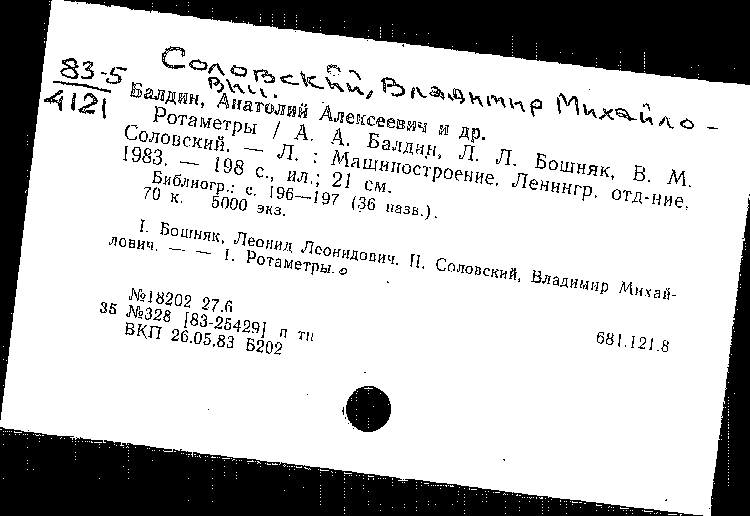 Соловский, Владимир Михайло-
вич.
83-5
4121
Балдин, Анатолий Алексеевич и др.
Ротаметры / А. А. Балдин, Л. Л. Бошняк, В. М.
Соловский. — Л. : Машиностроение. Ленингр. отд-ние,
1983. — 198 с., ил.; 21 см.
Библиогр.: с. 196—197 (36 назв.).
70 к. 5000 экз.
I. Бошняк, Леонид Леонидович. II. Соловский, Владимир Михай-
лович. — — 1. Ротаметры.
681.121.8
№18202 27.6
35 №328 [83-25429] п тп
ВКП 26.05.83 Б202